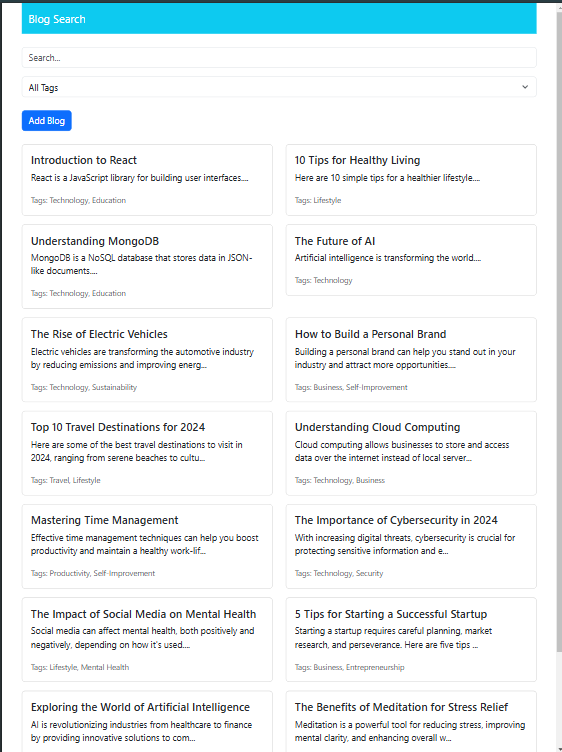 Blog Search
Search...
All Tags
Add Blog
Introduction to React
React is a JavaScript library for building user interfaces....
Tags: Technology, Education
10 Tips for Healthy Living
Here are 10 simple tips for a healthier lifestyle....
Tags: Lifestyle
Understanding MongoDB
MongoDB is a NoSQL database that stores data in JSON-
like documents....
Tags: Technology, Education
The Future of AI
Artificial intelligence is transforming the world....
Tags: Technology
The Rise of Electric Vehicles
Electric vehicles are transforming the automotive industry
by reducing emissions and improving energ...
Tags: Technology, Sustainability
How to Build a Personal Brand
Building a personal brand can help you stand out in your
industry and attract more opportunities....
Tags: Business, Self-Improvement
Top 10 Travel Destinations for 2024
Here are some of the best travel destinations to visit in
2024, ranging from serene beaches to cultu...
Tags: Travel, Lifestyle
Understanding Cloud Computing
Cloud computing allows businesses to store and access
data over the internet instead of local server...
Tags: Technology, Business
Mastering Time Management
Effective time management techniques can help you boost
productivity and maintain a healthy work-lif...
Tags: Productivity, Self-Improvement
The Importance of Cybersecurity in 2024
With increasing digital threats, cybersecurity is crucial for
protecting sensitive information and e...
Tags: Technology, Security
The Impact of Social Media on Mental Health
Social media can affect mental health, both positively and
negatively, depending on how it's used....
Tags: Lifestyle, Mental Health
5 Tips for Starting a Successful Startup
Starting a startup requires careful planning, market
research, and perseverance. Here are five tips ...
Tags: Business, Entrepreneurship
Exploring the World of Artificial Intelligence
AI is revolutionizing industries from healthcare to finance
by providing innovative solutions to com...
The Benefits of Meditation for Stress Relief
Meditation is a powerful tool for reducing stress, improving
mental clarity, and enhancing overall w...